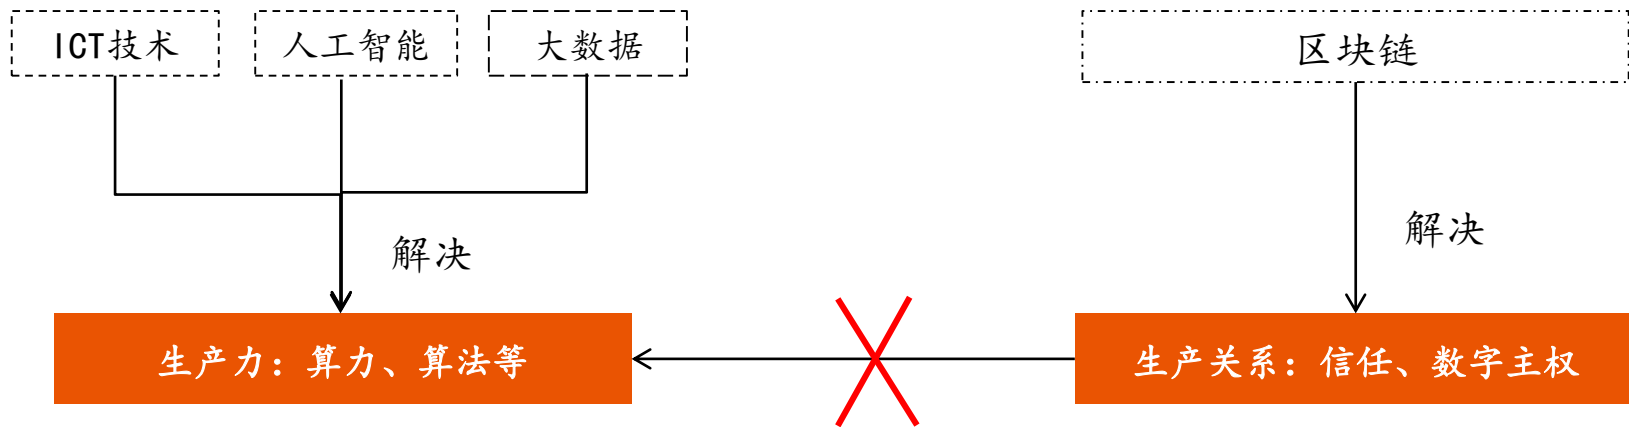 ICT技术
人工智能
大数据
区块链
解决
解决
生产力：算力、算法等
生产关系：信任、数字主权